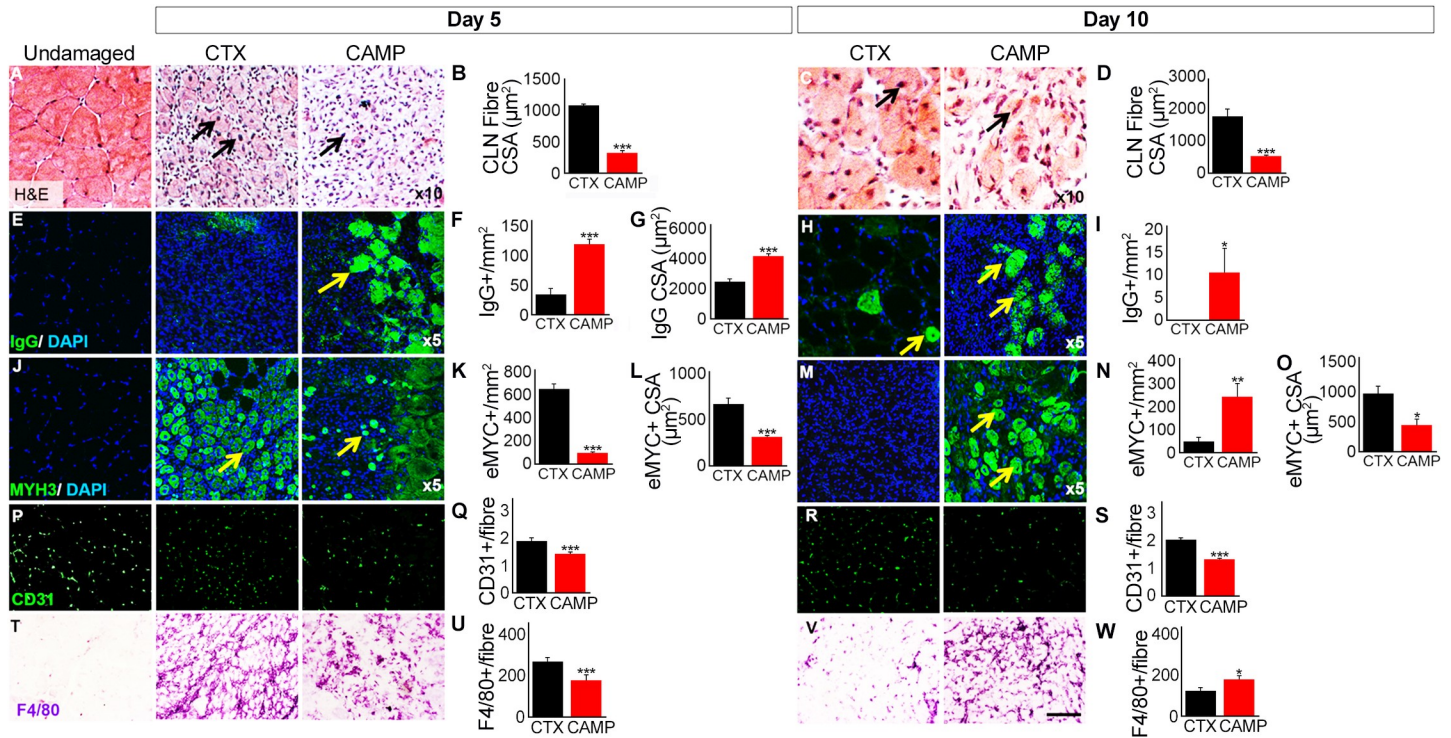 Day 5
Day 10
Undamaged
CTX
CAMP
CTX
CAMP
A
H&E
x10
B
CLN Fibre
CSA (µm²)
1500
1000
500
0
***
CTX CAMP
C
x10
D
CLN Fibre
CSA (µm²)
3000
2000
1000
0
***
CTX CAMP
E
IgG/ DAPI
x5
F
IgG+/mm²
150
100
50
0
***
CTX CAMP
G
IgG CSA (µm²)
6000
4000
2000
0
***
CTX CAMP
H
x5
I
IgG+/mm²
20
15
10
5
0
*
CTX CAMP
J
MYH3/ DAPI
x5
K
eMYC+/mm²
800
600
400
200
0
***
CTX CAMP
L
eMYC+ CSA
(µm²)
1000
500
0
***
CTX CAMP
M
x5
N
eMYC+/mm²
400
300
200
100
0
**
CTX CAMP
O
eMYC+ CSA
(µm²)
1500
1000
500
0
*
CTX CAMP
P
CD31
Q
CD31+/fibre
3
2
1
0
***
CTX CAMP
R
S
CD31+/fibre
3
2
1
0
***
CTX CAMP
T
F4/80
U
F4/80+/fibre
400
200
0
***
CTX CAMP
V
W
F4/80+/fibre
400
200
0
*
CTX CAMP